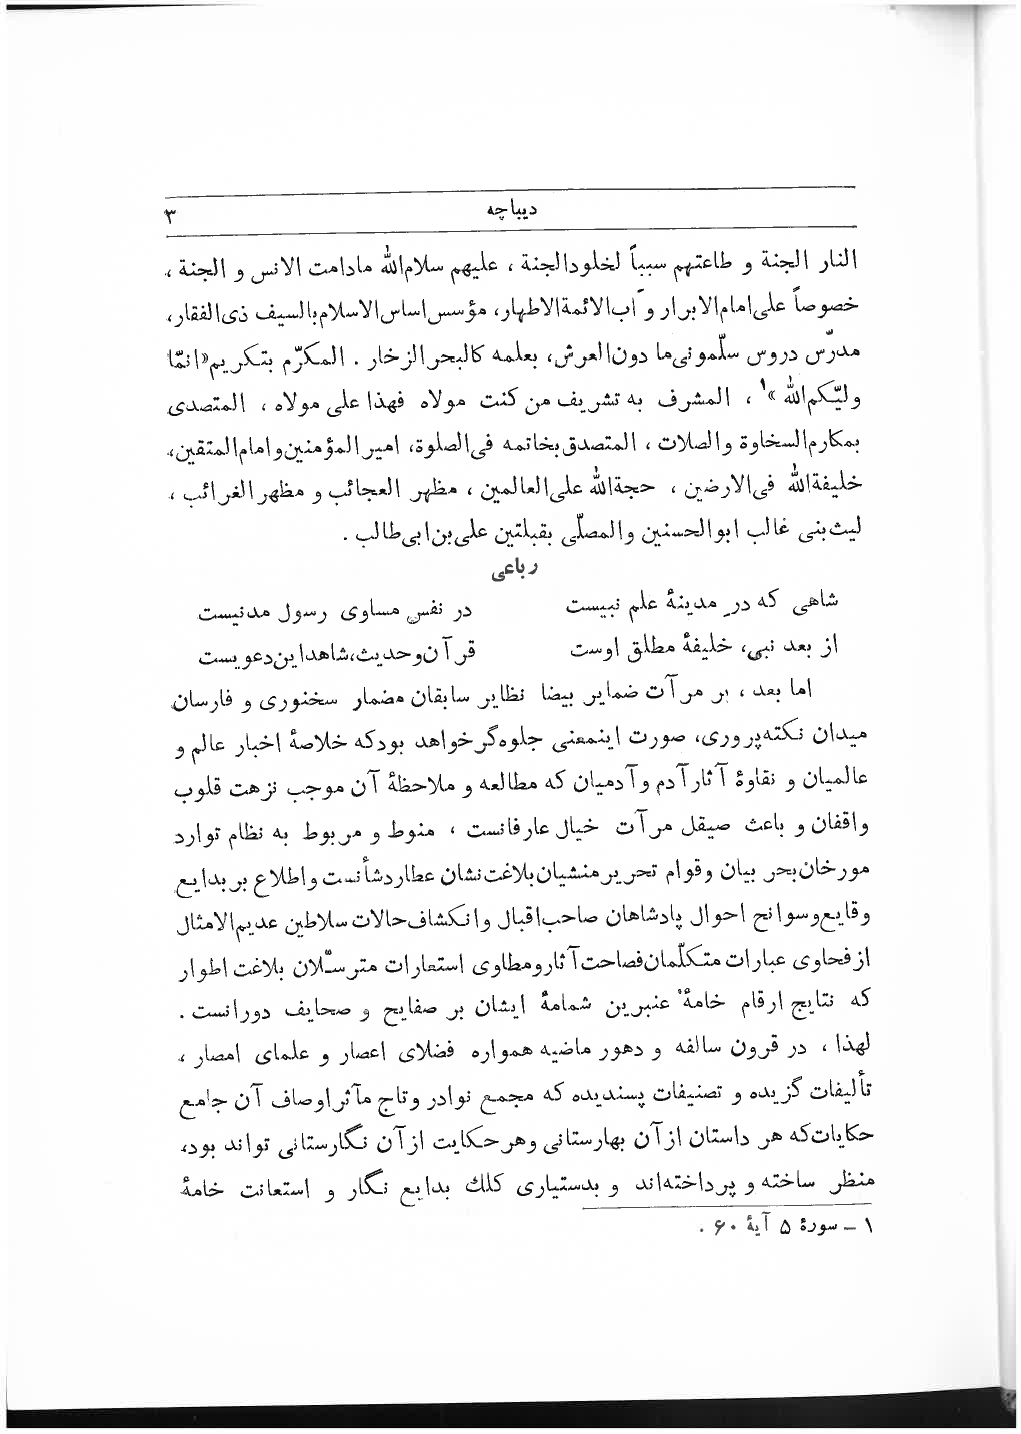 دیباچه ۳
النار الجنة و طاعتهم سبباً لخلودالجنة ، علیهم سلام‌الله مادامت الانس و الجنة ،
خصوصاً علی‌امام‌الابرار و آب‌الائمة‌الاطهار، مؤسس‌اساس‌الاسلام‌بالسیف ذی‌الفقار،
مدرّس دروس سلّمونی‌ما دون‌العرش، بعلمه کالبحرالزخار . المکرّم بتکریم«انمّا
ولیّکم‌الله »۱ ، المشرف به تشریف من کنت مولاه فهذا علی مولاه ، المتصدی
بمکارم‌السخاوة والصلات ، المتصدق‌بخاتمه فی‌الصلوة، امیرالمؤمنین‌و‌امام‌المتقین،
خلیفة‌الله فی‌الارضین ، حجة‌الله علی‌العالمین ، مظهر العجائب و مظهر الغرائب ،
لیث‌بنی غالب ابوالحسنین والمصلّی بقبلتین علی‌بن‌ابی‌طالب .
رباعی
شاهی که در مدینهٔ علم نبیست در نفس مساوی رسول مدنیست
از بعد نبی، خلیفهٔ مطلق اوست قرآن‌وحدیث،شاهداین‌دعویست
اما بعد ، بر مرآت ضمایر بیضا نظایر سابقان مضمار سخنوری و فارسان
میدان نکته‌پروری، صورت اینمعنی جلوه‌گرخواهد بودکه خلاصهٔ اخبار عالم و
عالمیان و نقاوهٔ آثارآدم وآدمیان که مطالعه و ملاحظهٔ آن موجب نزهت قلوب
واقفان و باعث صیقل مرآت خیال عارفانست ، منوط و مربوط به نظام توارد
مورخان‌بحر بیان وقوام تحریرمنشیان‌بلاغت‌نشان عطاردشأنست واطلاع بربدایع
وقایع‌وسوانح احوال پادشاهان صاحب‌اقبال وانکشاف‌حالات سلاطین عدیم‌الامثال
ازفحاوی عبارات متکلّمان‌فصاحت‌آثارومطاوی استعارات مترسّلان بلاغت اطوار
که نتایج ارقام خامهٔ عنبرین شمامهٔ ایشان بر صفایح و صحایف دورانست .
لهذا ، در قرون سالفه و دهور ماضیه همواره فضلای اعصار و علمای امصار ،
تألیفات گزیده و تصنیفات پسندیده که مجمع نوادر وتاج مآثراوصاف آن جامع
حکایات‌که هر داستان ازآن بهارستانی وهرحکایت ازآن نگارستانی تواند بود،
منظر ساخته و پرداخته‌اند و بدستیاری کلك بدایع نگار و استعانت خامهٔ
۱ – سورهٔ ۵ آیهٔ ۶۰ .